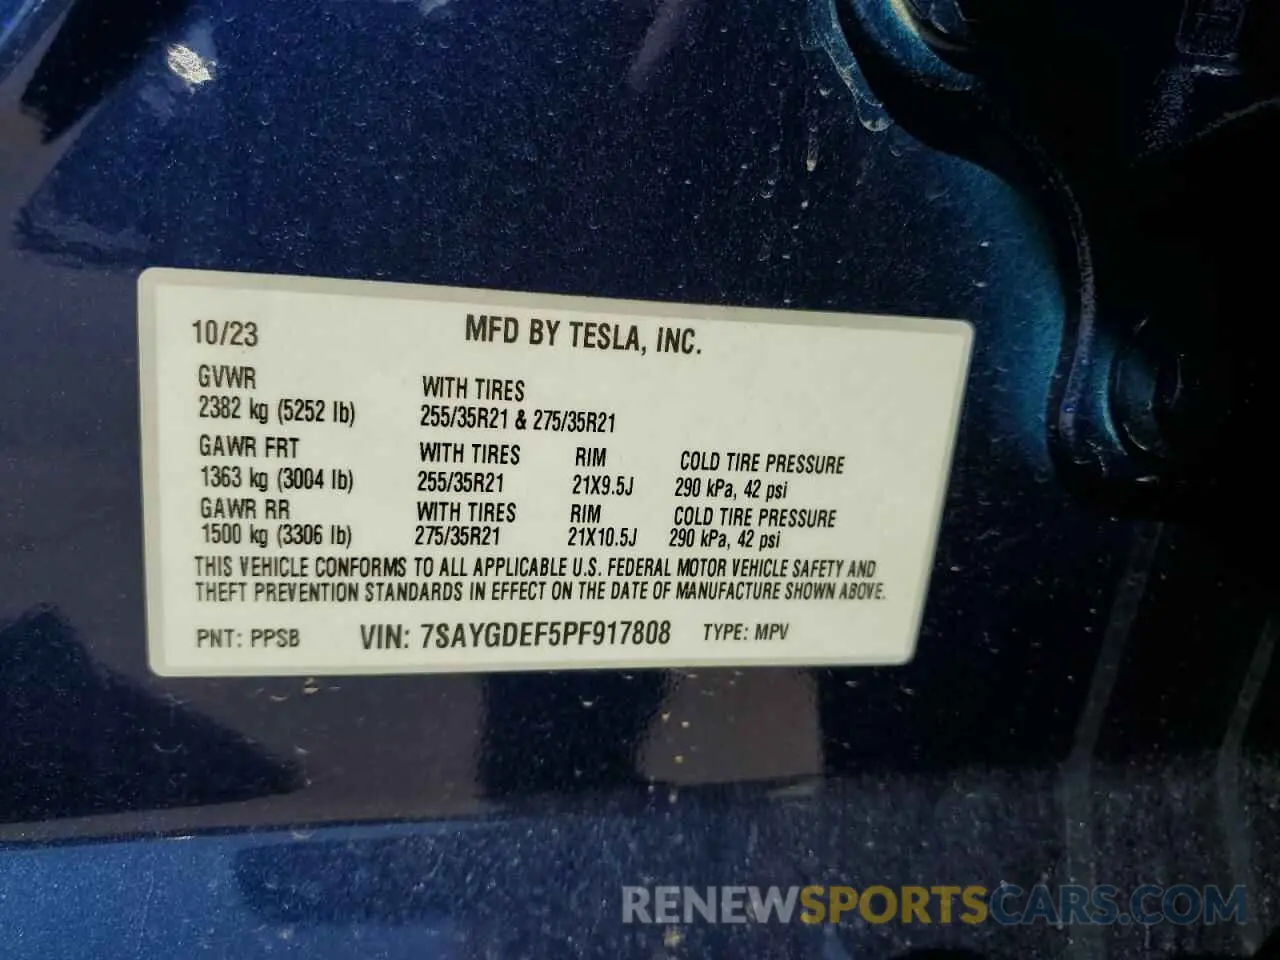 10/23 MFD BY TESLA, INC.
GVWR WITH TIRES
2382 kg (5252 lb) 255/35R21 & 275/35R21
GAWR FRT WITH TIRES RIM COLD TIRE PRESSURE
1363 kg (3004 lb) 255/35R21 21X9.5J 290 kPa, 42 psi
GAWR RR WITH TIRES RIM COLD TIRE PRESSURE
1500 kg (3306 lb) 275/35R21 21X10.5J 290 kPa, 42 psi
THIS VEHICLE CONFORMS TO ALL APPLICABLE U.S. FEDERAL MOTOR VEHICLE SAFETY AND
THEFT PREVENTION STANDARDS IN EFFECT ON THE DATE OF MANUFACTURE SHOWN ABOVE.
PNT: PPSB VIN: 7SAYGDEF5PF917808 TYPE: MPV
RENEWSPORTSCARS.COM